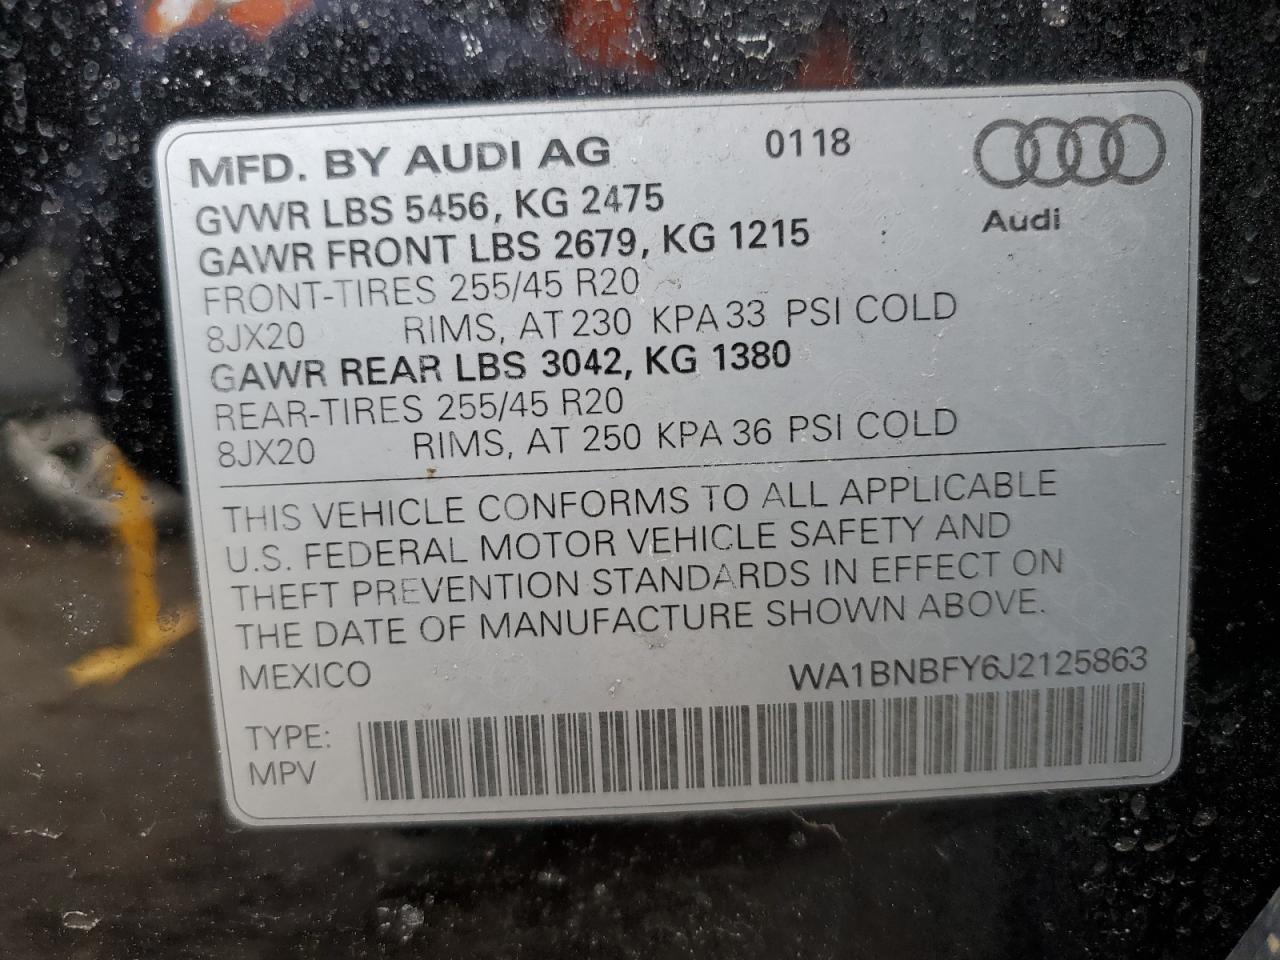 MFD. BY AUDI AG 0118
Audi
GVWR LBS 5456, KG 2475
GAWR FRONT LBS 2679, KG 1215
FRONT-TIRES 255/45 R20
8JX20 RIMS, AT 230 KPA 33 PSI COLD
GAWR REAR LBS 3042, KG 1380
REAR-TIRES 255/45 R20
8JX20 RIMS, AT 250 KPA 36 PSI COLD
THIS VEHICLE CONFORMS TO ALL APPLICABLE
U.S. FEDERAL MOTOR VEHICLE SAFETY AND
THEFT PREVENTION STANDARDS IN EFFECT ON
THE DATE OF MANUFACTURE SHOWN ABOVE.
MEXICO WA1BNBFY6J2125863
TYPE:
MPV